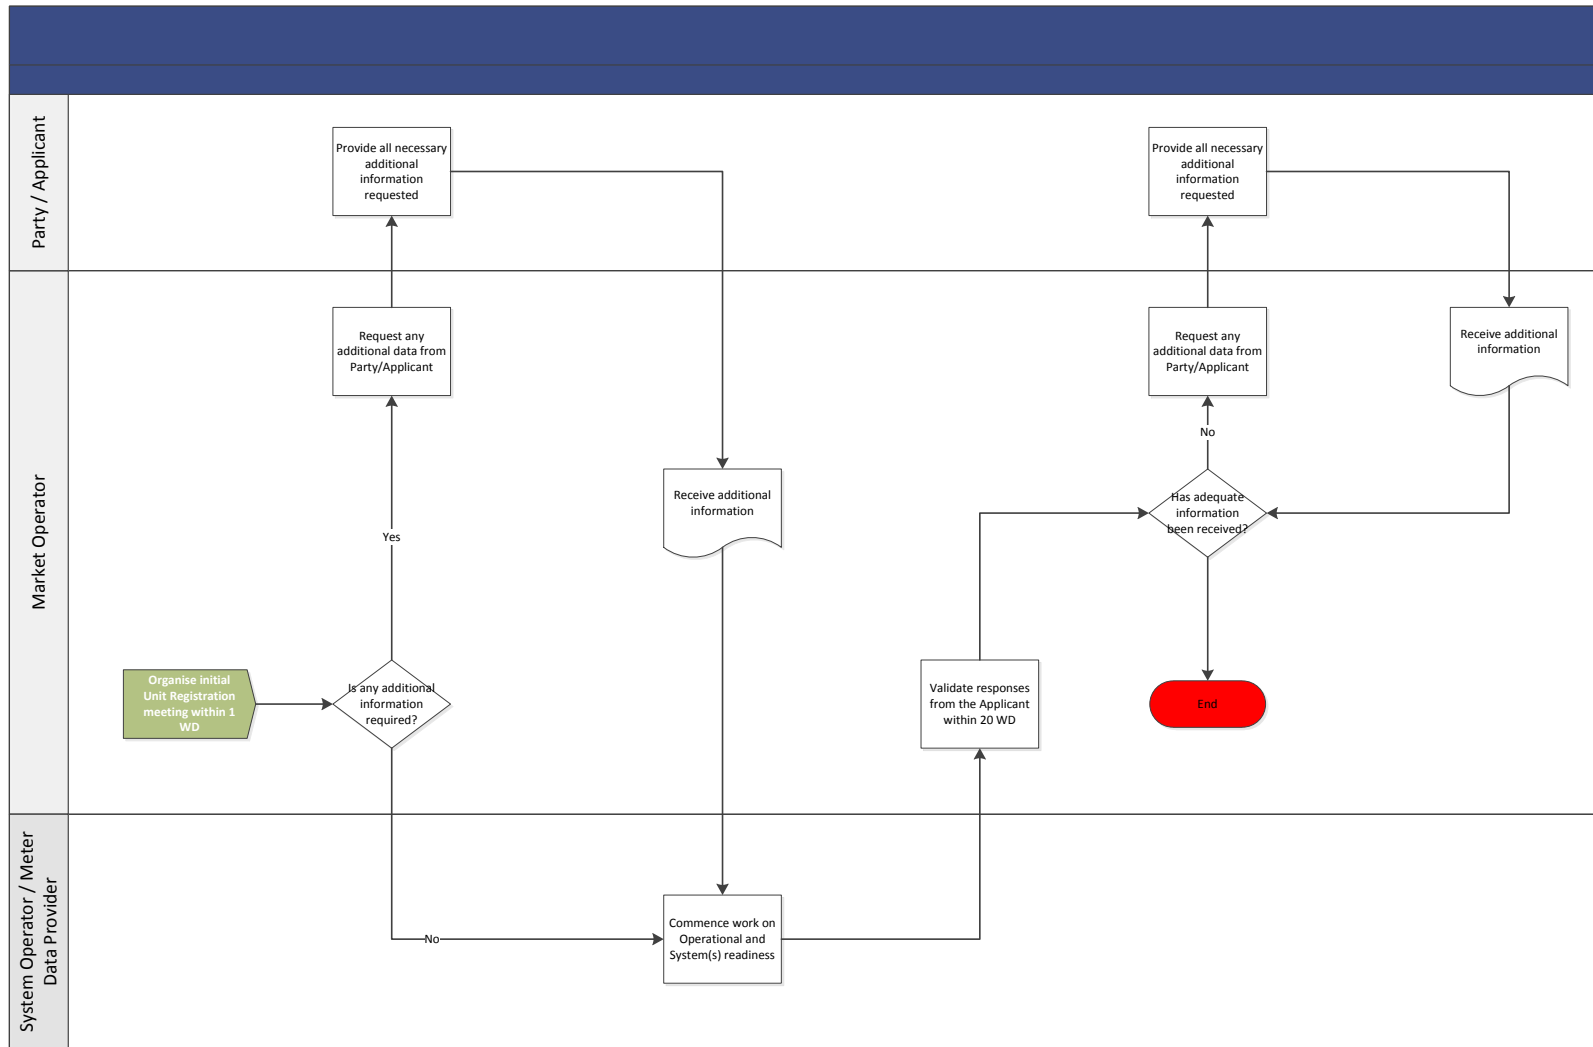 Party / Applicant
Provide all necessary
additional
information
requested
Provide all necessary
additional
information
requested
Market Operator
Request any
additional data from
Party/Applicant
Request any
additional data from
Party/Applicant
Receive additional
information
No
Receive additional
information
Has adequate
information
been received?
Yes
Organise initial
Unit Registration
meeting within 1
WD
Is any additional
information
required?
Validate responses
from the Applicant
within 20 WD
End
System Operator / Meter
Data Provider
No
Commence work on
Operational and
System(s) readiness